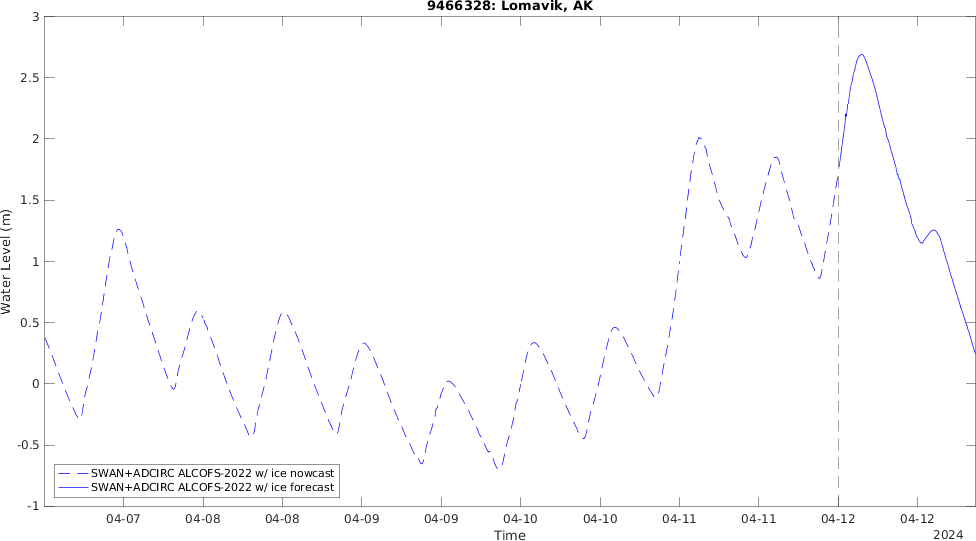 9466328: Lomavik, AK
Water Level (m)
3
2.5
2
1.5
1
0.5
0
-0.5
-1
SWAN+ADCIRC ALCOFS-2022 w/ ice nowcast
SWAN+ADCIRC ALCOFS-2022 w/ ice forecast
04-07 04-08 04-08 04-09 04-09 04-10 04-10 04-11 04-11 04-12 04-12
Time
2024